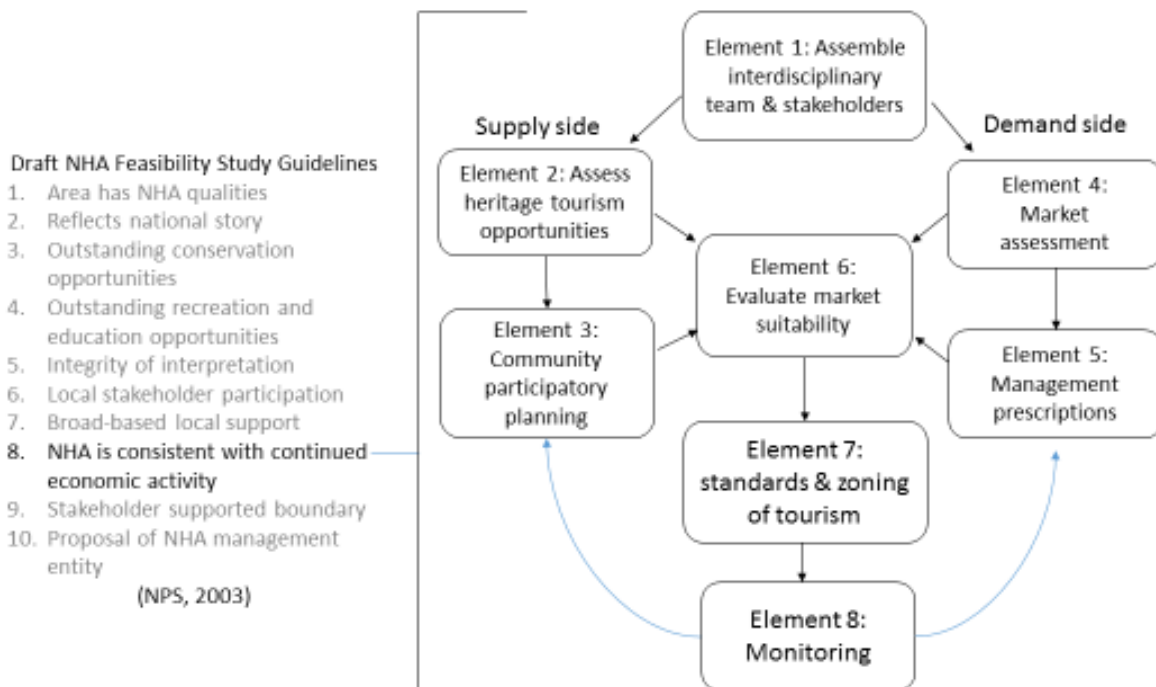 Draft NHA Feasibility Study Guidelines
1. Area has NHA qualities
2. Reflects national story
3. Outstanding conservation
opportunities
4. Outstanding recreation and
education opportunities
5. Integrity of interpretation
6. Local stakeholder participation
7. Broad-based local support
8. NHA is consistent with continued
economic activity
9. Stakeholder supported boundary
10. Proposal of NHA management
entity
(NPS, 2003)
Element 1: Assemble
interdisciplinary
team & stakeholders
Supply side
Demand side
Element 2: Assess
heritage tourism
opportunities
Element 4:
Market
assessment
Element 6:
Evaluate market
suitability
Element 3:
Community
participatory
planning
Element 5:
Management
prescriptions
Element 7:
standards & zoning
of tourism
Element 8:
Monitoring